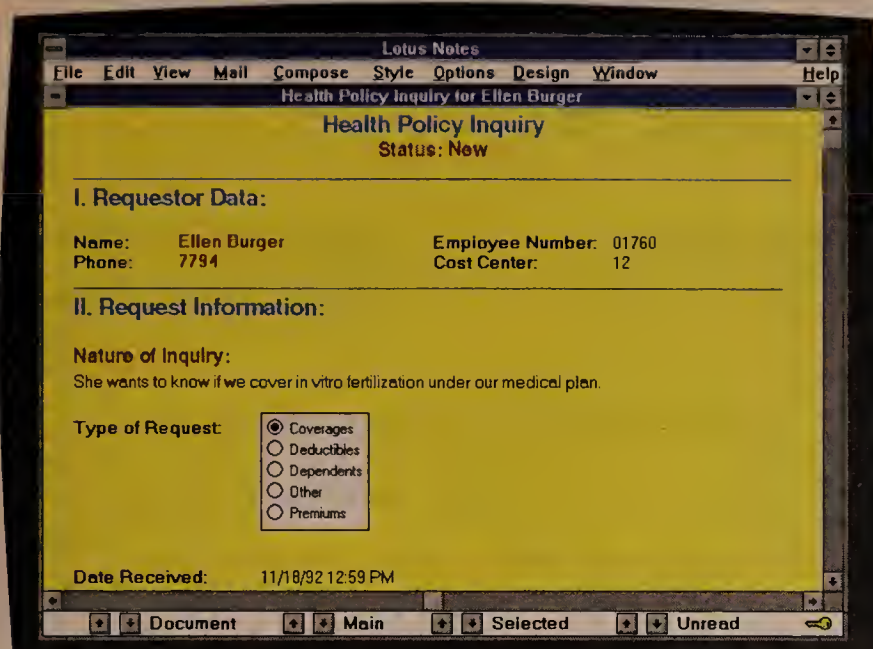 Lotus Notes
File Edit View Mail Compose Style Options Design Window Help
Health Policy Inquiry for Ellen Burger
Health Policy Inquiry
Status: New
I. Requestor Data:
Name: Ellen Burger Employee Number: 01760
Phone: 7794 Cost Center: 12
II. Request Information:
Nature of Inquiry:
She wants to know if we cover in vitro fertilization under our medical plan.
Type of Request: Coverages
Deductibles
Dependents
Other
Premiums
Date Received: 11/18/92 12:59 PM
Document Main Selected Unread